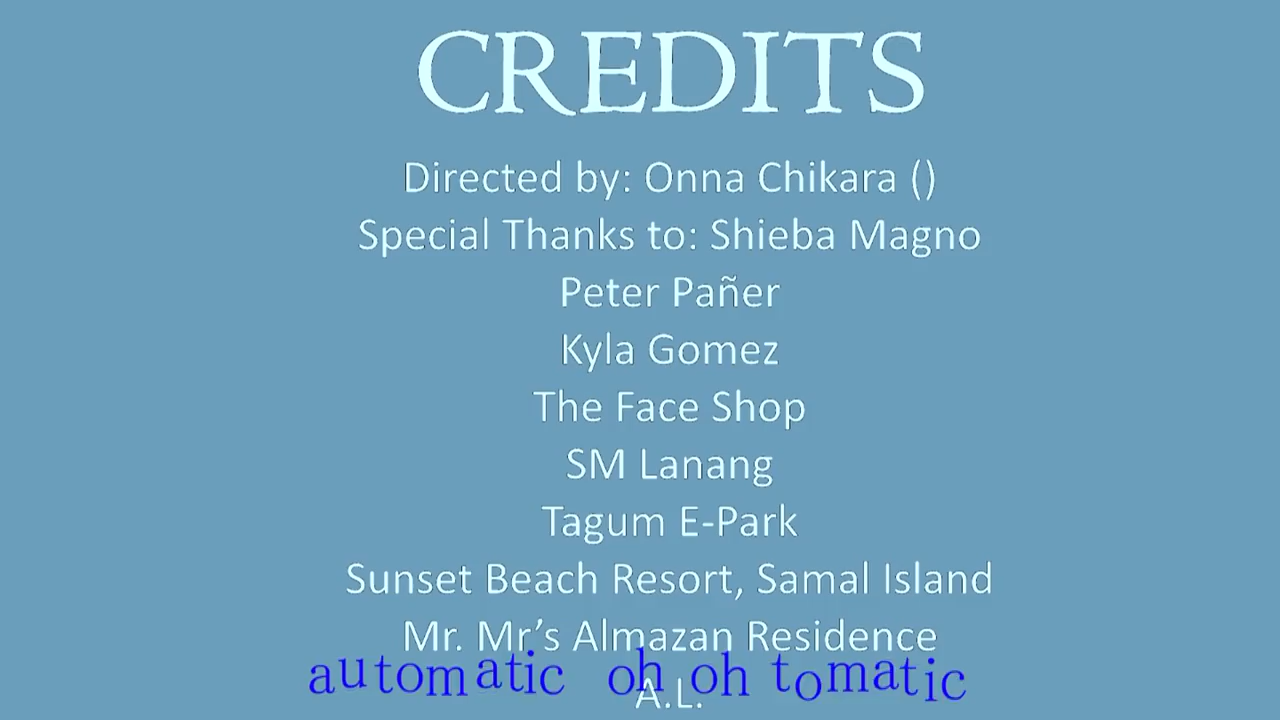 CREDITS
Directed by: Onna Chikara ()
Special Thanks to: Shieba Magno
Peter Pañer
Kyla Gomez
The Face Shop
SM Lanang
Tagum E-Park
Sunset Beach Resort, Samal Island
Mr. Mr’s Almazan Residence
automatic oh oh tomatic
A.L.